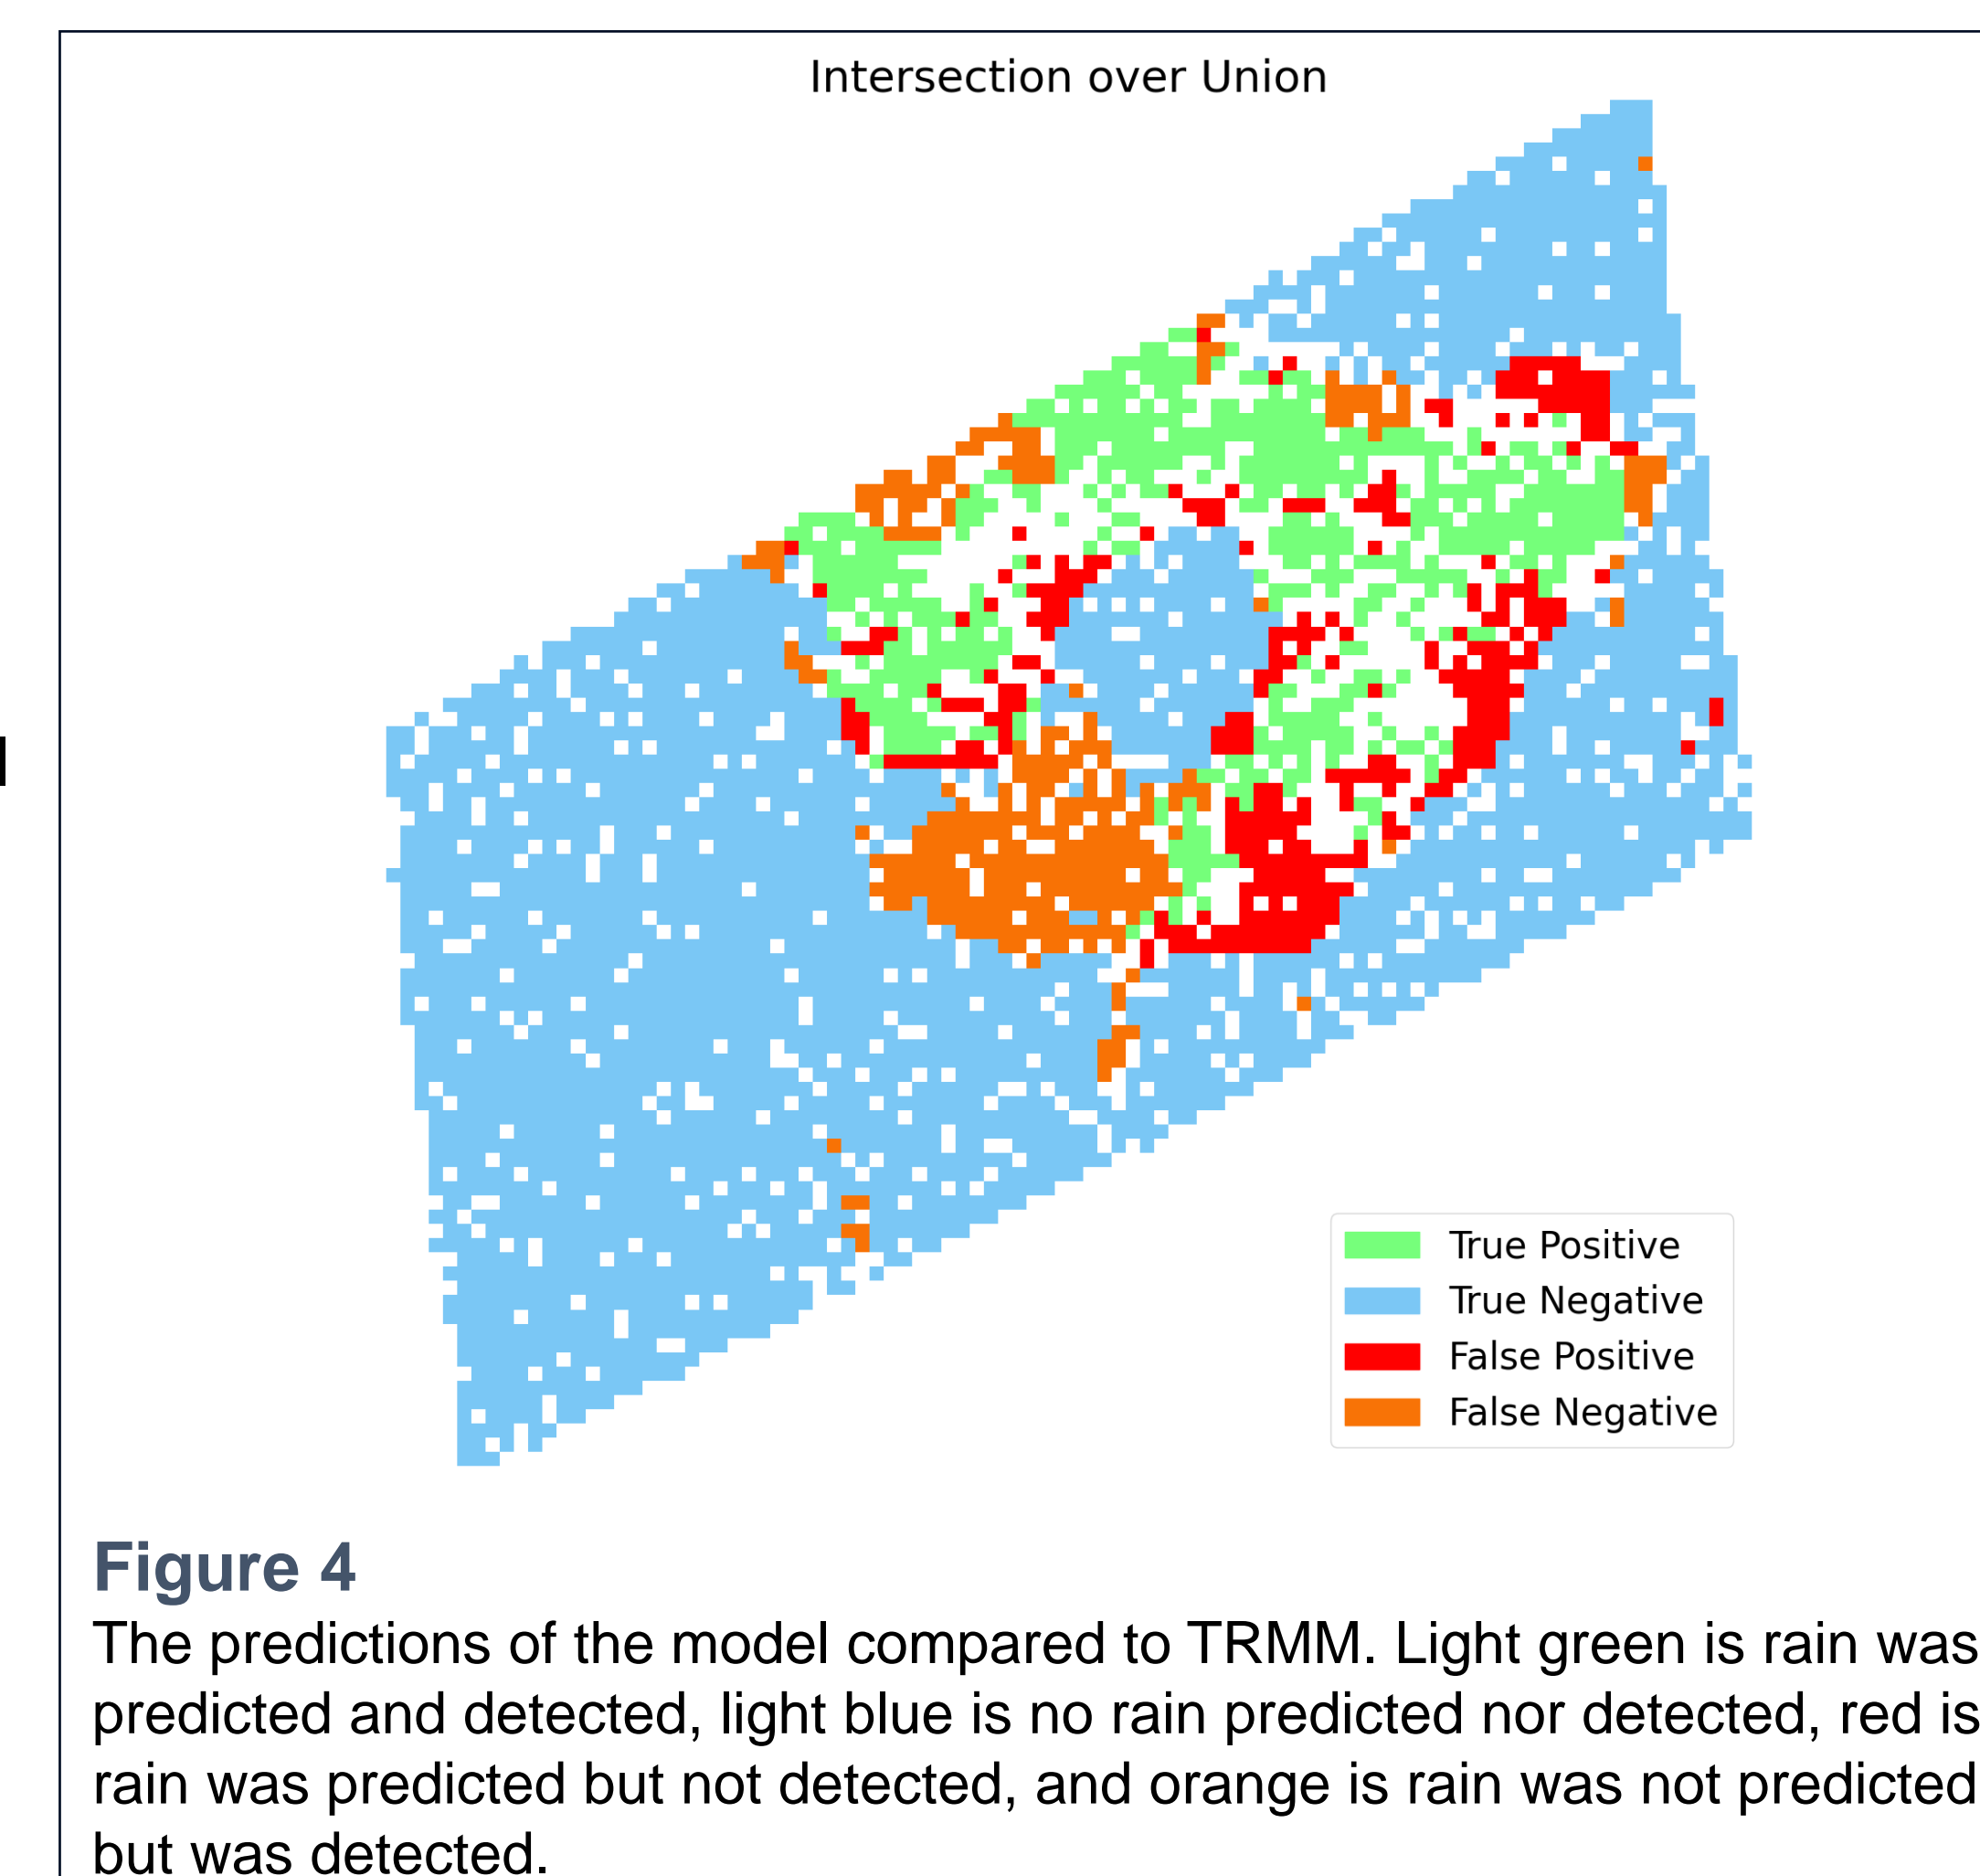 Intersection over Union
True Positive
True Negative
False Positive
False Negative
Figure 4
The predictions of the model compared to TRMM. Light green is rain was
predicted and detected, light blue is no rain predicted nor detected, red is
rain was predicted but not detected, and orange is rain was not predicted
but was detected.